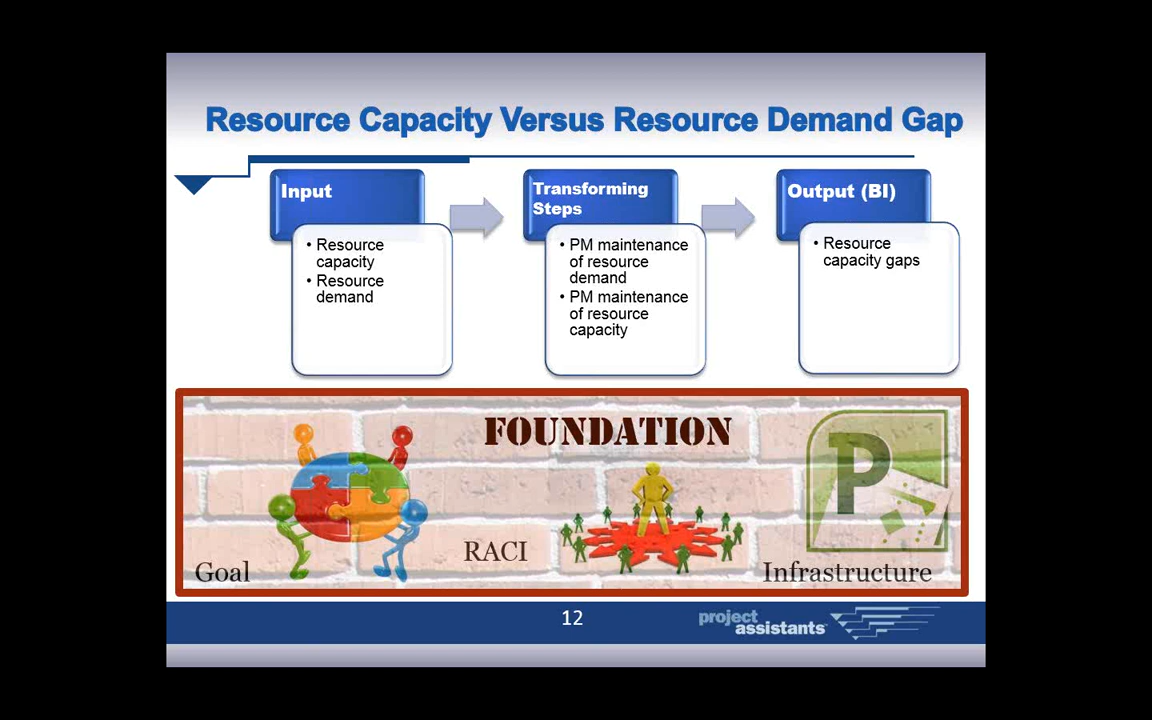 Resource Capacity Versus Resource Demand Gap
Input
• Resource
capacity
• Resource
demand
Transforming
Steps
• PM maintenance
of resource
demand
• PM maintenance
of resource
capacity
Output (BI)
• Resource
capacity gaps
FOUNDATION
P
Goal
RACI
Infrastructure
12
project
assistants